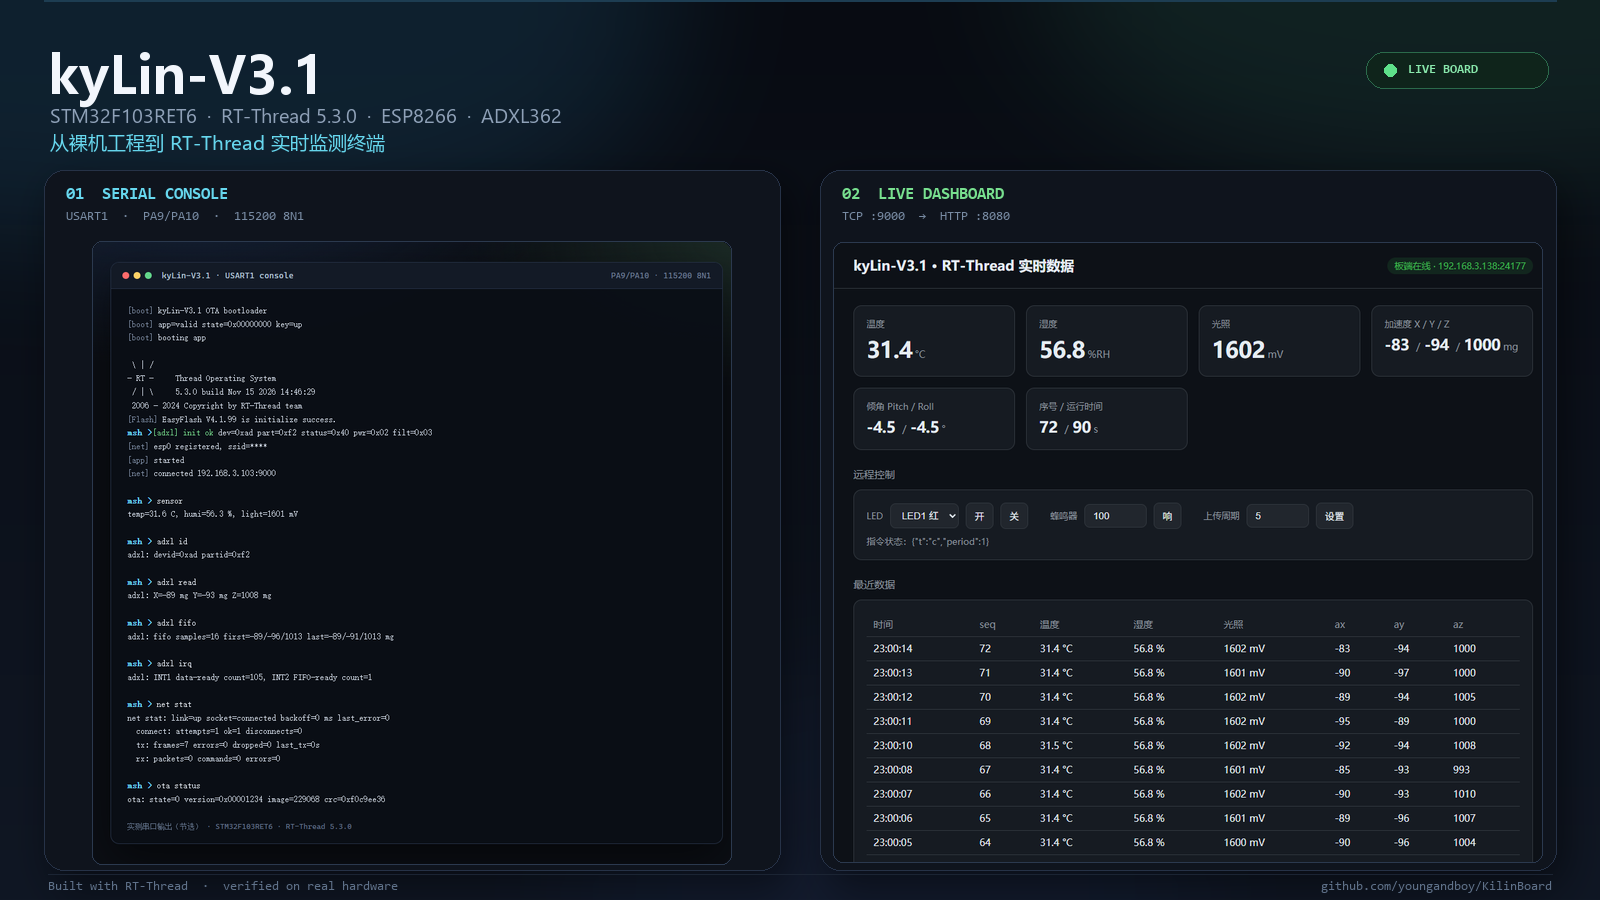 kyLin-V3.1
STM32F103RET6 · RT-Thread 5.3.0 · ESP8266 · ADXL362
从裸机工程到 RT-Thread 实时监测终端
LIVE BOARD
01 SERIAL CONSOLE
USART1 · PA9/PA10 · 115200 8N1
kyLin-V3.1 · USART1 console
PA9/PA10 · 115200 8N1
[boot] kyLin-V3.1 OTA bootloader
[boot] app=valid state=0x00000000 key=up
[boot] booting app
\ | /
- RT - Thread Operating System
/ | \ 5.3.0 build Nov 15 2026 14:46:29
2006 - 2024 Copyright by RT-Thread team
[Flash] EasyFlash V4.1.99 is initialize success.
msh >[adxl] init ok dev=0xad part=0xf2 status=0x40 pwr=0x02 filt=0x03
[net] esp0 registered, ssid=****
[app] started
[net] connected 192.168.3.103:9000
msh > sensor
temp=31.6 C, humi=56.3 %, light=1601 mV
msh > adxl id
adxl: devid=0xad partid=0xf2
msh > adxl read
adxl: X=-89 mg Y=-93 mg Z=1008 mg
msh > adxl fifo
adxl: fifo samples=16 first=-89/-96/1013 last=-89/-91/1013 mg
msh > adxl irq
adxl: INT1 data-ready count=105, INT2 FIFO-ready count=1
msh > net stat
net stat: link=up socket=connected backoff=0 ms last_error=0
connect: attempts=1 ok=1 disconnects=0
tx: frames=7 errors=0 dropped=0 last_tx=0s
rx: packets=0 commands=0 errors=0
msh > ota status
ota: state=0 version=0x00001234 image=229068 crc=0xf0c9ee36
实测串口输出（节选） · STM32F103RET6 · RT-Thread 5.3.0
02 LIVE DASHBOARD
TCP :9000 → HTTP :8080
kyLin-V3.1 • RT-Thread 实时数据
板端在线 · 192.168.3.138:24177
温度
31.4 °C
湿度
56.8 %RH
光照
1602 mV
加速度 X / Y / Z
-83 / -94 / 1000 mg
倾角 Pitch / Roll
-4.5 / -4.5 °
序号 / 运行时间
72 / 90 s
远程控制
LED LED1 红 开 关 蜂鸣器 100 响 上传周期 5 设置
指令状态: {"t":"c","period":1}
最近数据
时间 seq 温度 湿度 光照 ax ay az
23:00:14 72 31.4 °C 56.8 % 1602 mV -83 -94 1000
23:00:13 71 31.4 °C 56.8 % 1601 mV -90 -97 1000
23:00:12 70 31.4 °C 56.8 % 1602 mV -89 -94 1005
23:00:11 69 31.4 °C 56.8 % 1602 mV -95 -89 1000
23:00:10 68 31.5 °C 56.8 % 1602 mV -92 -94 1008
23:00:08 67 31.4 °C 56.8 % 1601 mV -85 -93 993
23:00:07 66 31.4 °C 56.8 % 1602 mV -90 -93 1010
23:00:06 65 31.4 °C 56.8 % 1601 mV -89 -96 1007
23:00:05 64 31.4 °C 56.8 % 1600 mV -90 -96 1004
Built with RT-Thread · verified on real hardware
github.com/youngandboy/KilinBoard